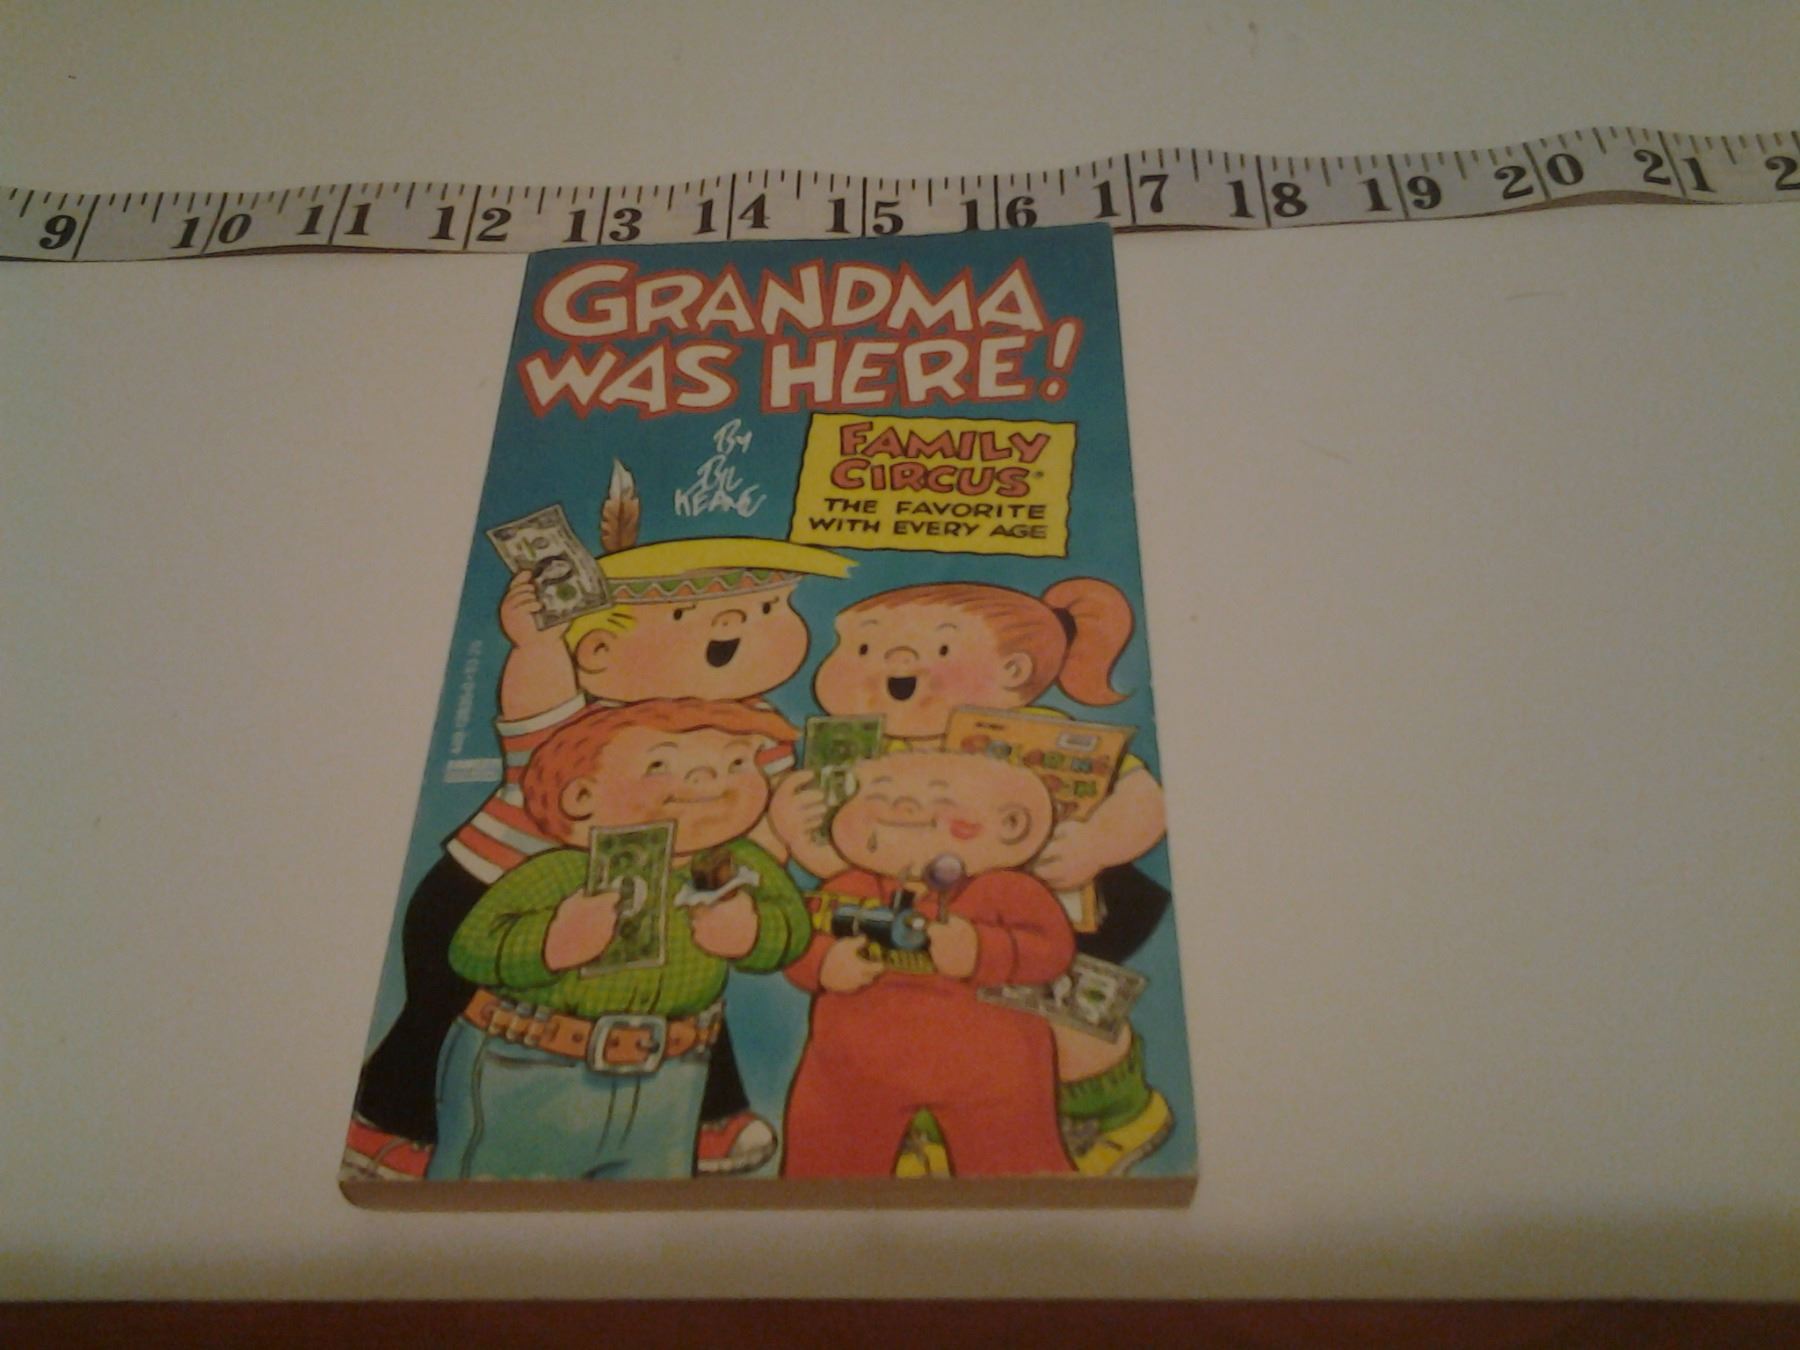 9 10 11 12 13 14 15 16 17 18 19 20 21 2
GRANDMA
WAS HERE!
BY
BIL
KEANE
FAMILY
CIRCUS
THE FAVORITE
WITH EVERY AGE